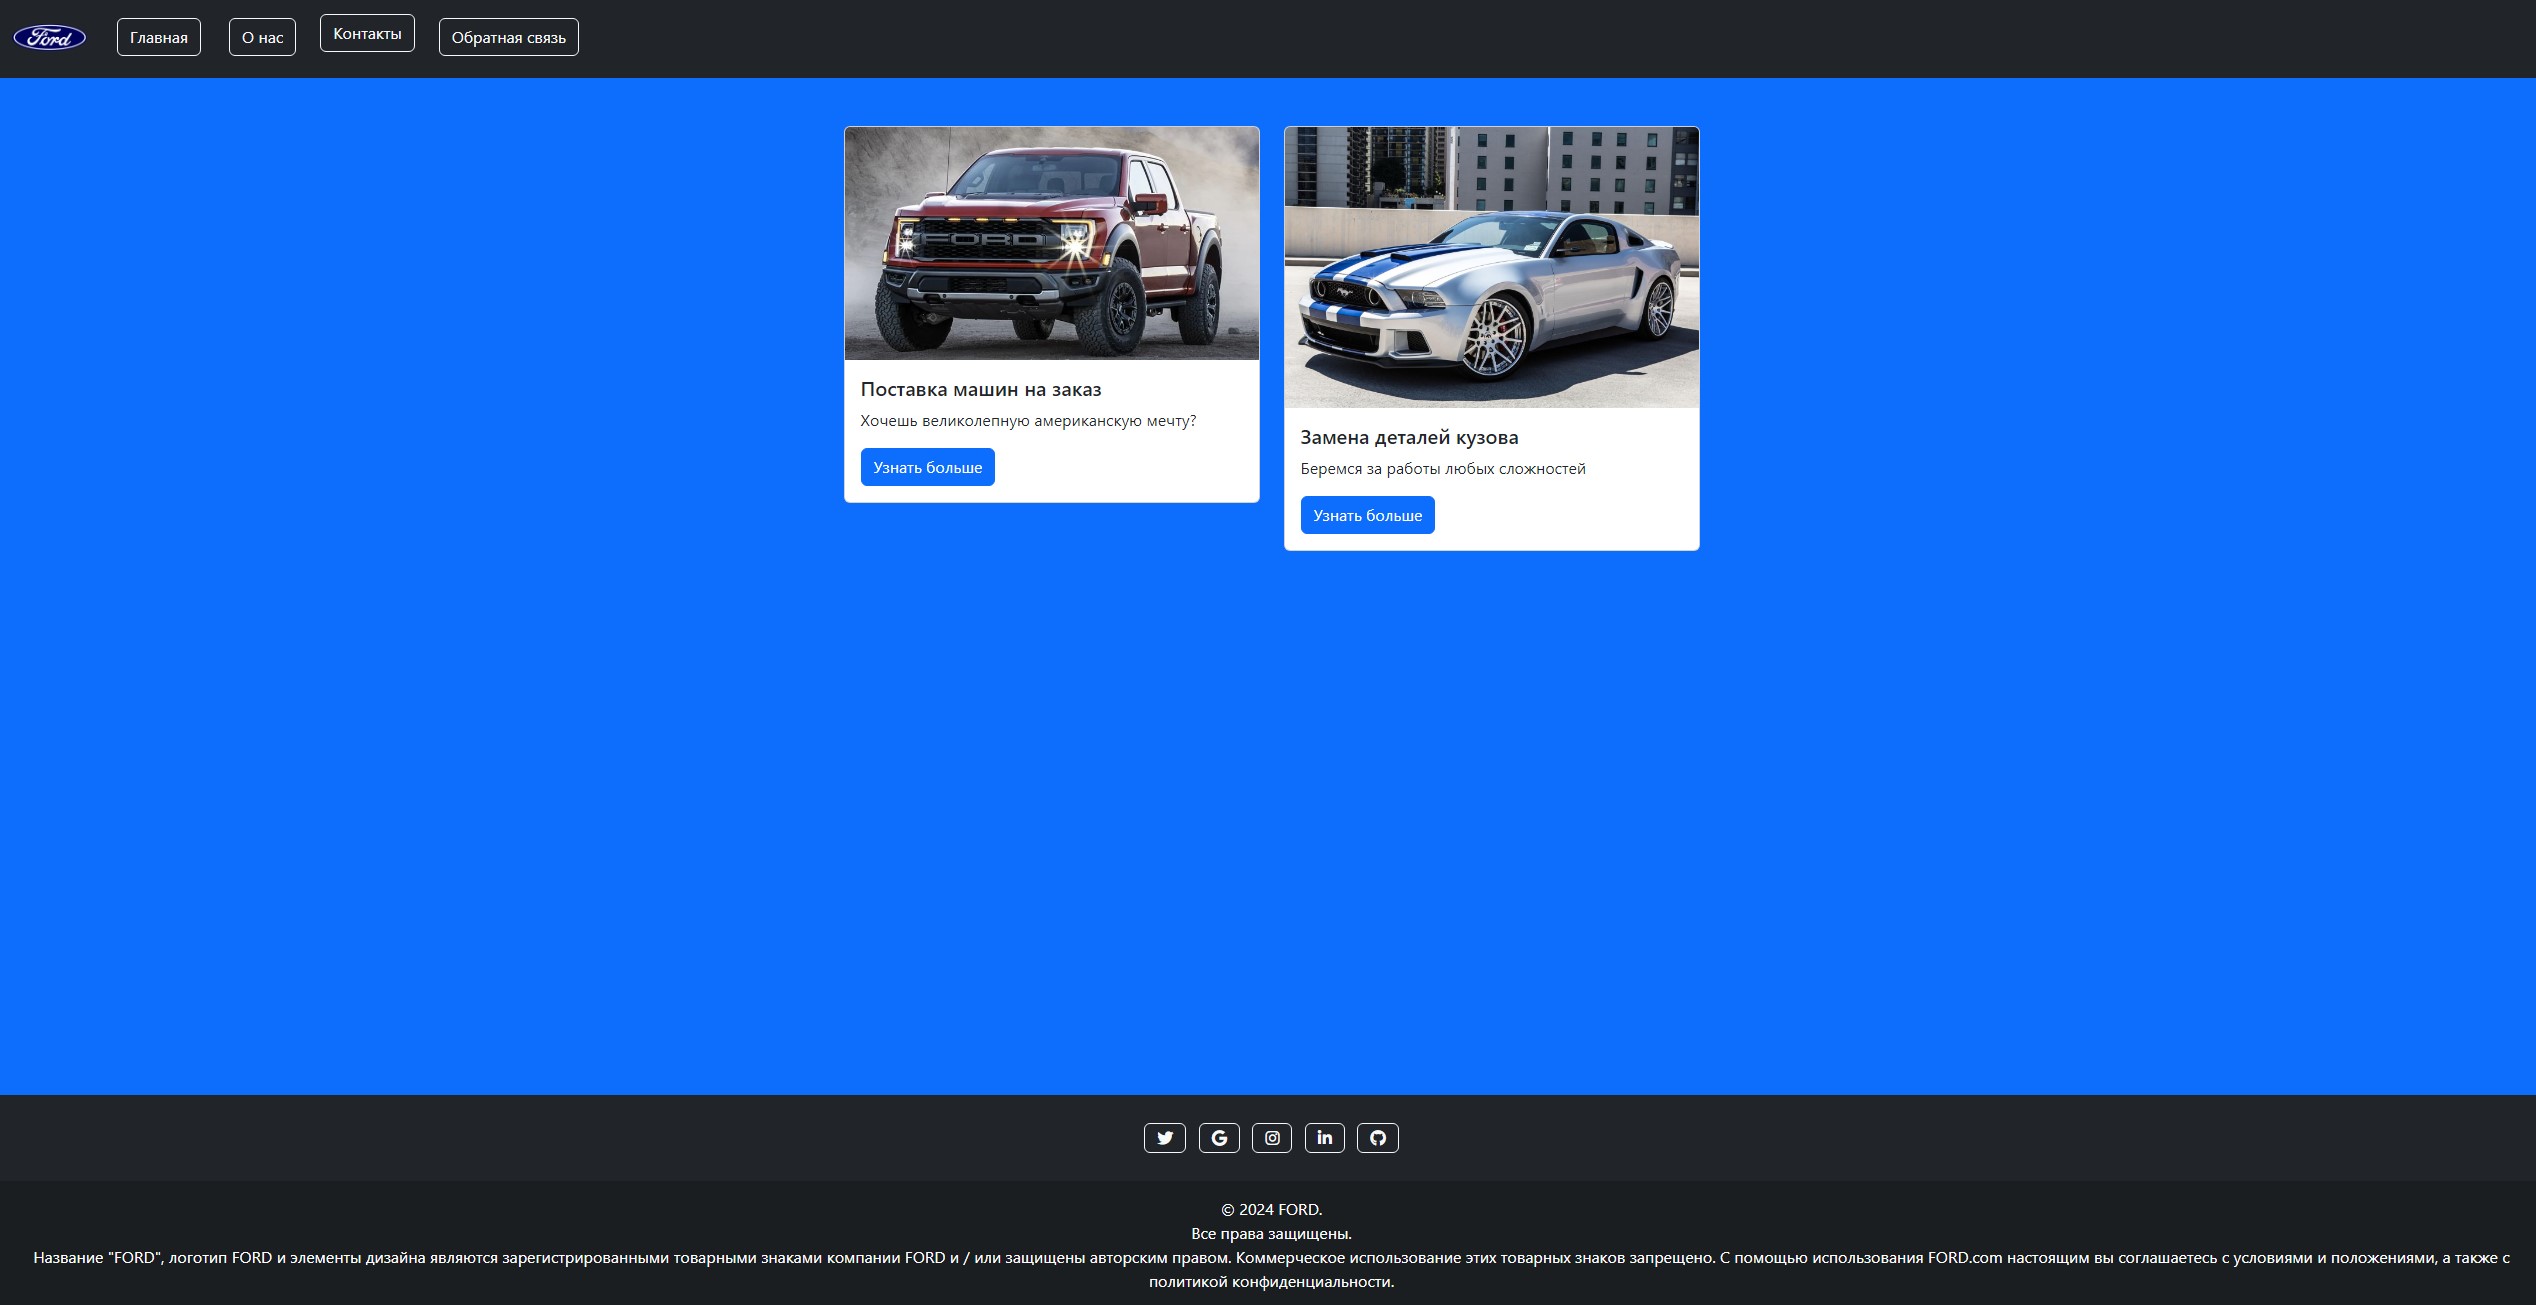 Ford
Главная
О нас
Контакты
Обратная связь
FORD
Поставка машин на заказ
Хочешь великолепную американскую мечту?
Узнать больше
Замена деталей кузова
Беремся за работы любых сложностей
Узнать больше
© 2024 FORD.
Все права защищены.
Название "FORD", логотип FORD и элементы дизайна являются зарегистрированными товарными знаками компании FORD и / или защищены авторским правом. Коммерческое использование этих товарных знаков запрещено. С помощью использования FORD.com настоящим вы соглашаетесь с условиями и положениями, а также с
политикой конфиденциальности.